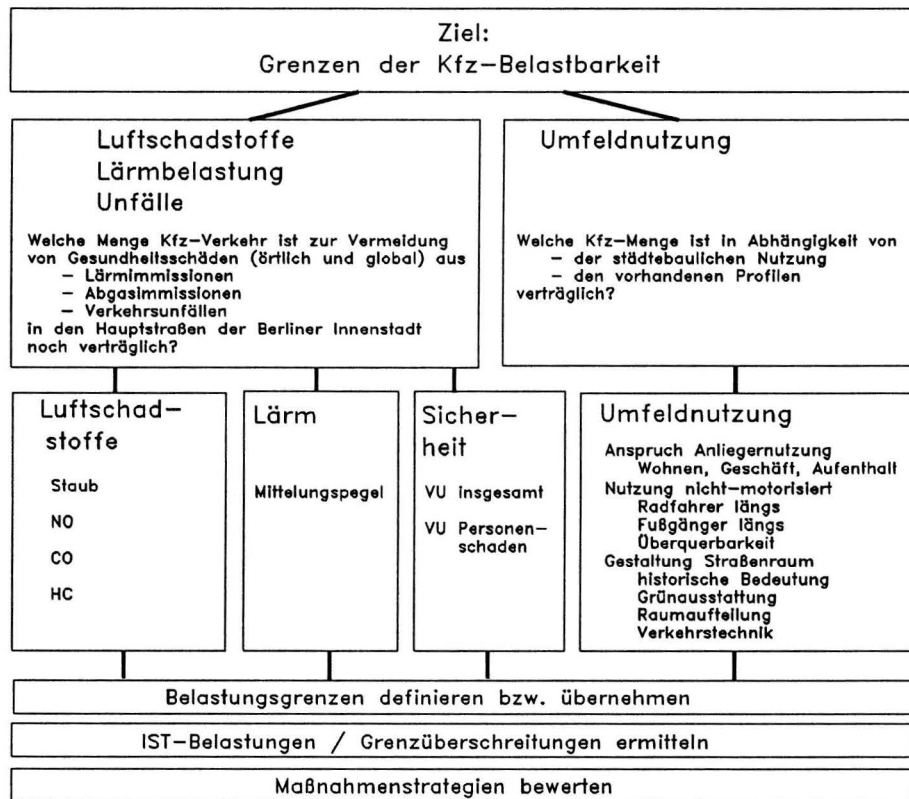 Ziel:
Grenzen der Kfz-Belastbarkeit
Luftschadstoffe
Lärmbelastung
Unfälle
Welche Menge Kfz-Verkehr ist zur Vermeidung
von Gesundheitsschäden (örtlich und global) aus
- Lärmimmissionen
- Abgasimmissionen
- Verkehrsunfällen
in den Hauptstraßen der Berliner Innenstadt
noch verträglich?
Umfeldnutzung
Welche Kfz-Menge ist in Abhängigkeit von
- der städtebaulichen Nutzung
- den vorhandenen Profilen
verträglich?
Luftschad-
stoffe
Staub
NO
CO
HC
Lärm
Mittelungspegel
Sicher-
heit
VU insgesamt
VU Personen-
schaden
Umfeldnutzung
Anspruch Anliegernutzung
Wohnen, Geschäft, Aufenthalt
Nutzung nicht-motorisiert
Radfahrer längs
Fußgänger längs
Überquerbarkeit
Gestaltung Straßenraum
historische Bedeutung
Grünausstattung
Raumaufteilung
Verkehrstechnik
Belastungsgrenzen definieren bzw. übernehmen
IST-Belastungen / Grenzüberschreitungen ermitteln
Maßnahmenstrategien bewerten